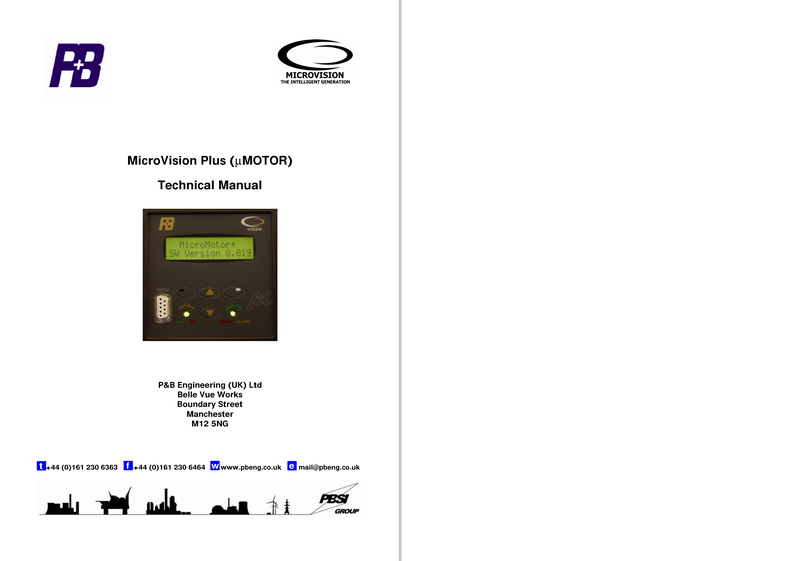 P+B
MICROVISION
THE INTELLIGENT GENERATION
MicroVision Plus (µMOTOR)
Technical Manual
P+B
VISION
MicroMotor+
SW Version 0.019
P&B Engineering (UK) Ltd
Belle Vue Works
Boundary Street
Manchester
M12 5NG
t +44 (0)161 230 6363 f +44 (0)161 230 6464 w www.pbeng.co.uk e mail@pbeng.co.uk
PBSI
GROUP